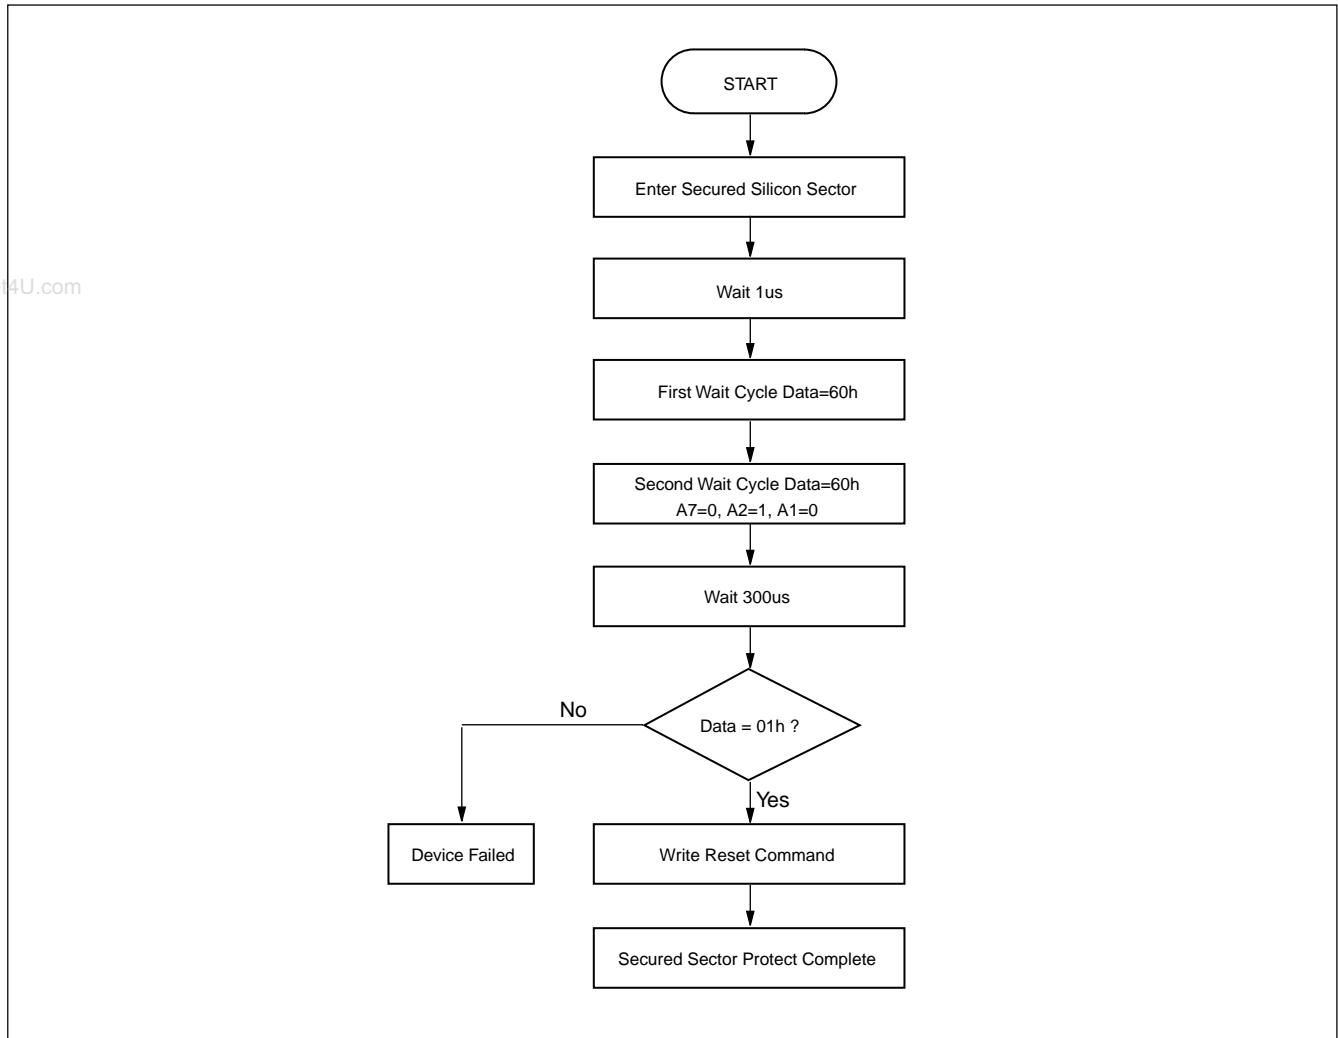 START
Enter Secured Silicon Sector
t4U.com
Wait 1us
First Wait Cycle Data=60h
Second Wait Cycle Data=60h
A7=0, A2=1, A1=0
Wait 300us
No
Data = 01h ?
Yes
Device Failed
Write Reset Command
Secured Sector Protect Complete